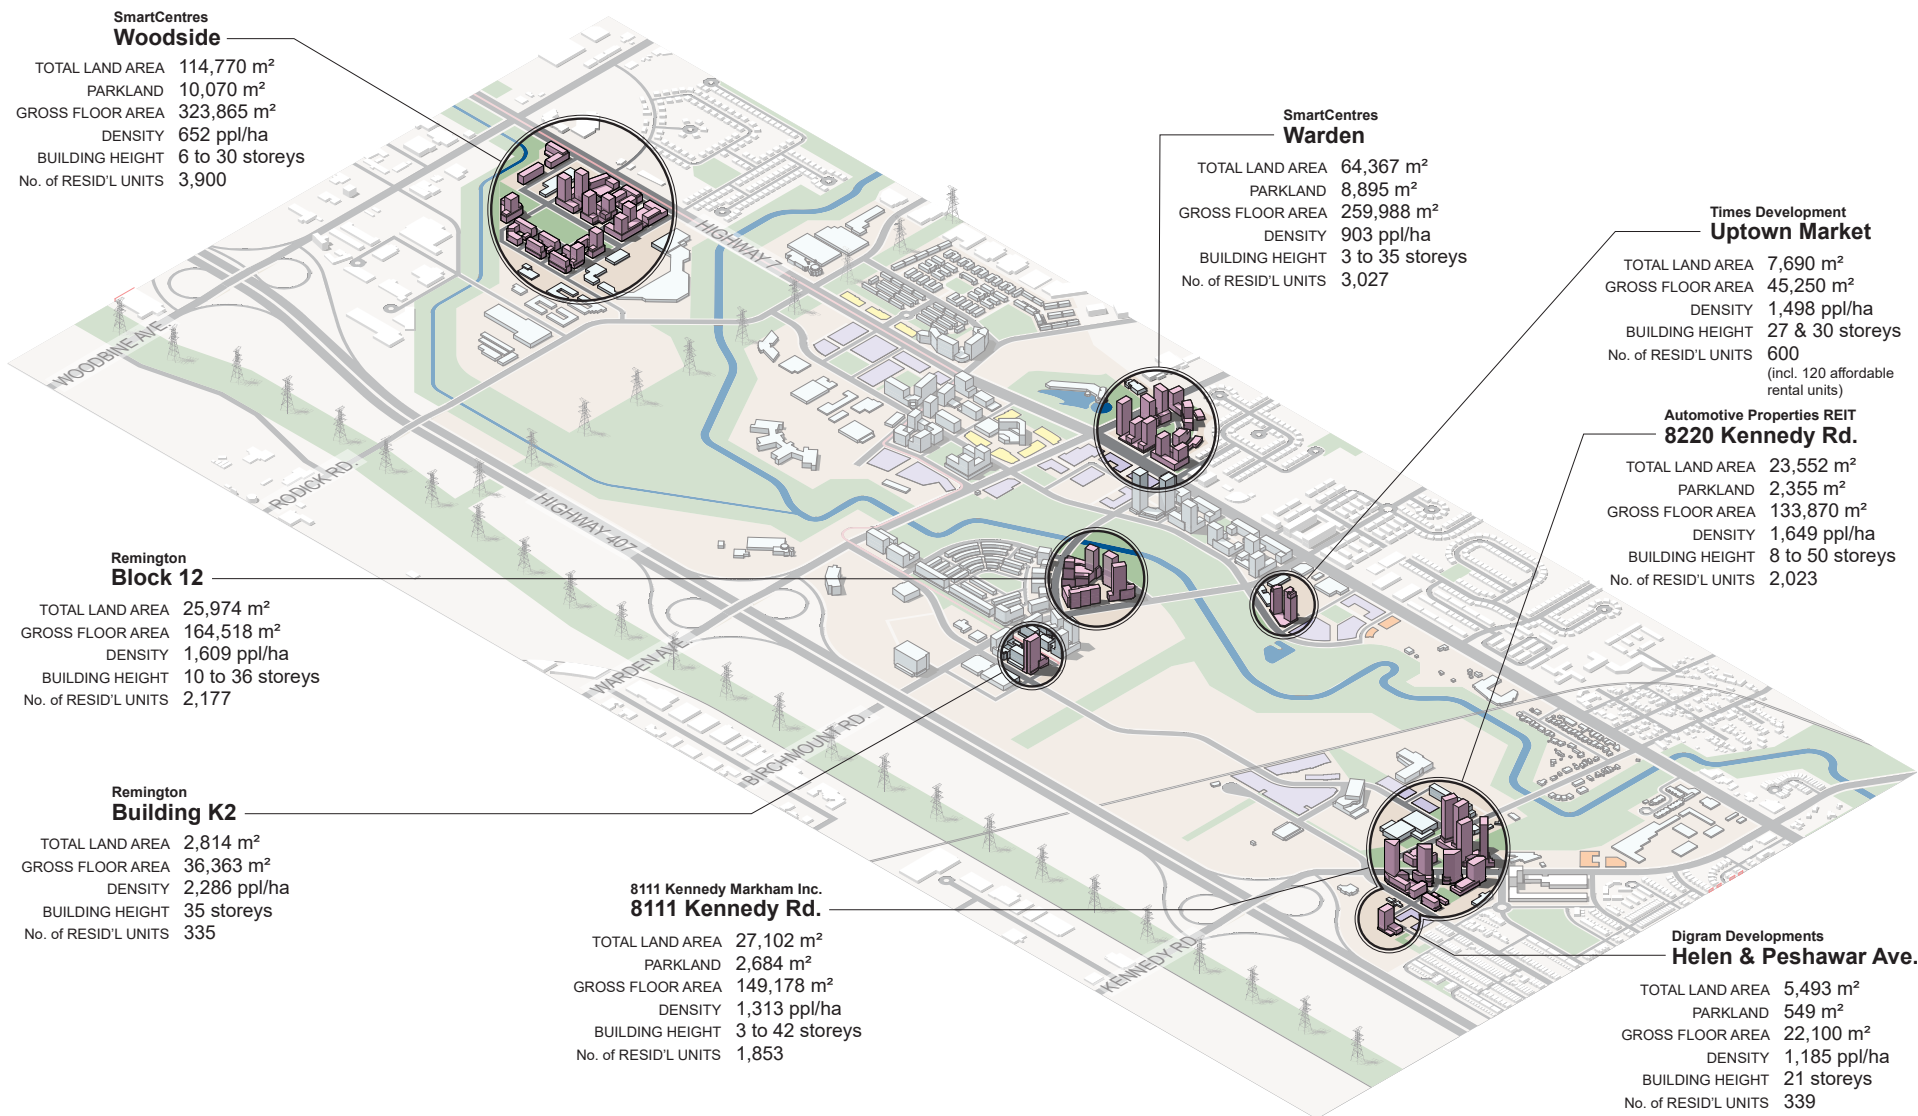 SmartCentres
Woodside
TOTAL LAND AREA 114,770 m²
PARKLAND 10,070 m²
GROSS FLOOR AREA 323,865 m²
DENSITY 652 ppl/ha
BUILDING HEIGHT 6 to 30 storeys
No. of RESID'L UNITS 3,900
SmartCentres
Warden
TOTAL LAND AREA 64,367 m²
PARKLAND 8,895 m²
GROSS FLOOR AREA 259,988 m²
DENSITY 903 ppl/ha
BUILDING HEIGHT 3 to 35 storeys
No. of RESID'L UNITS 3,027
Times Development
Uptown Market
TOTAL LAND AREA 7,690 m²
GROSS FLOOR AREA 45,250 m²
DENSITY 1,498 ppl/ha
BUILDING HEIGHT 27 & 30 storeys
No. of RESID'L UNITS 600
(incl. 120 affordable
rental units)
Automotive Properties REIT
8220 Kennedy Rd.
TOTAL LAND AREA 23,552 m²
PARKLAND 2,355 m²
GROSS FLOOR AREA 133,870 m²
DENSITY 1,649 ppl/ha
BUILDING HEIGHT 8 to 50 storeys
No. of RESID'L UNITS 2,023
HIGHWAY 7
WOODBINE AVE.
RODICK RD.
HIGHWAY 407
WARDEN AVE.
BIRCHMOUNT RD.
KENNEDY RD.
Remington
Block 12
TOTAL LAND AREA 25,974 m²
GROSS FLOOR AREA 164,518 m²
DENSITY 1,609 ppl/ha
BUILDING HEIGHT 10 to 36 storeys
No. of RESID'L UNITS 2,177
Remington
Building K2
TOTAL LAND AREA 2,814 m²
GROSS FLOOR AREA 36,363 m²
DENSITY 2,286 ppl/ha
BUILDING HEIGHT 35 storeys
No. of RESID'L UNITS 335
8111 Kennedy Markham Inc.
8111 Kennedy Rd.
TOTAL LAND AREA 27,102 m²
PARKLAND 2,684 m²
GROSS FLOOR AREA 149,178 m²
DENSITY 1,313 ppl/ha
BUILDING HEIGHT 3 to 42 storeys
No. of RESID'L UNITS 1,853
Digram Developments
Helen & Peshawar Ave.
TOTAL LAND AREA 5,493 m²
PARKLAND 549 m²
GROSS FLOOR AREA 22,100 m²
DENSITY 1,185 ppl/ha
BUILDING HEIGHT 21 storeys
No. of RESID'L UNITS 339